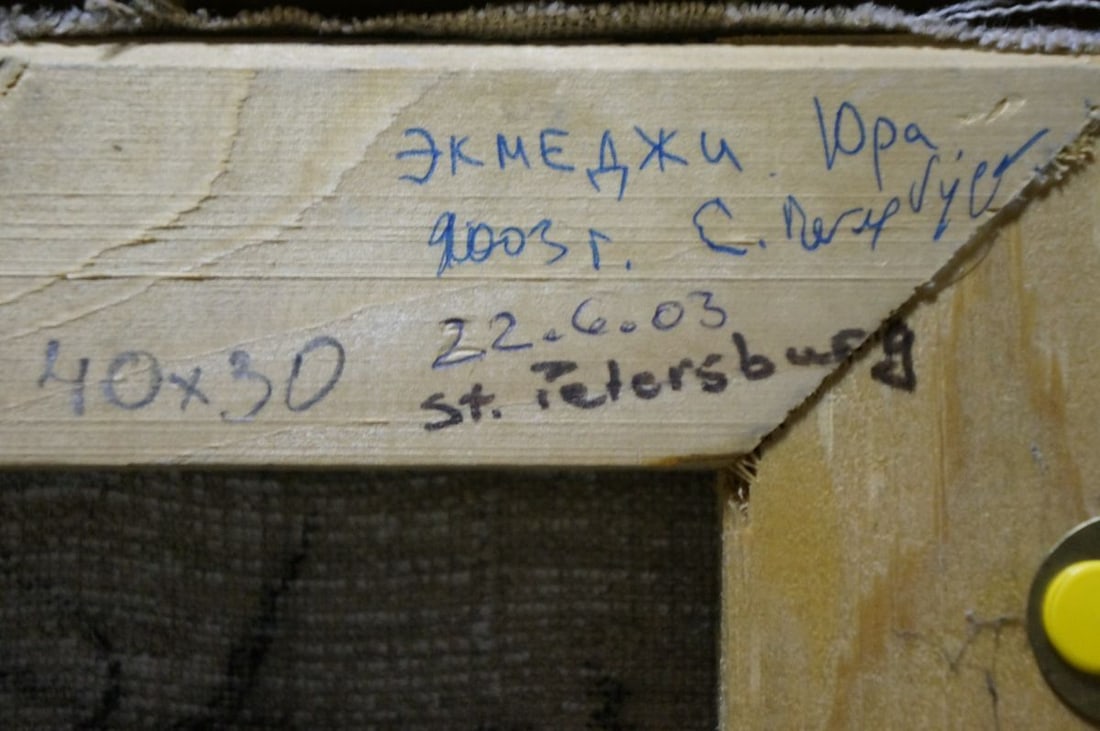 ЭКМЕДЖИ. Юра
2003 г. С. Петербург
22.6.03
40x30
st. Petersburg